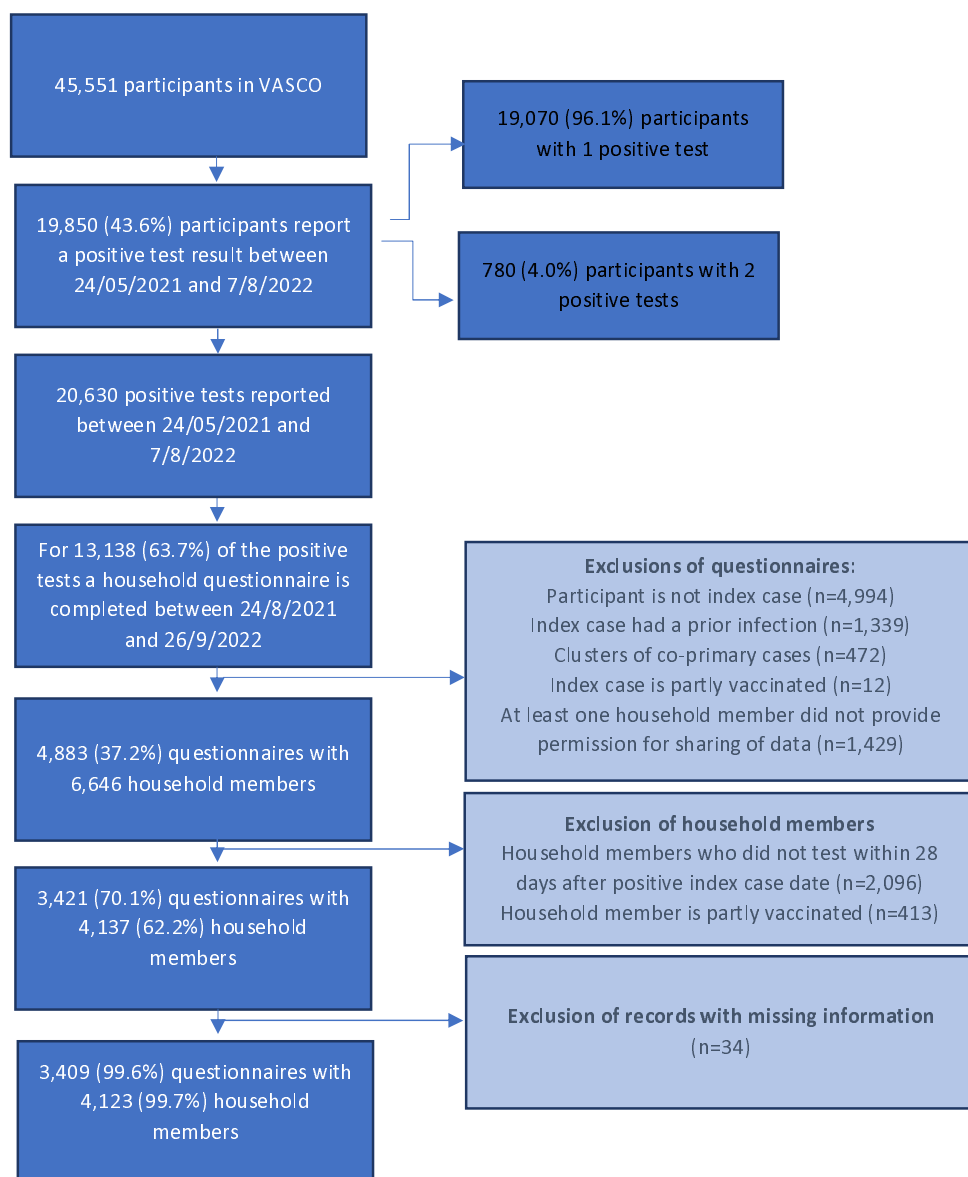 45,551 participants in VASCO
19,070 (96.1%) participants
with 1 positive test
19,850 (43.6%) participants report
a positive test result between
24/05/2021 and 7/8/2022
780 (4.0%) participants with 2
positive tests
20,630 positive tests reported
between 24/05/2021 and
7/8/2022
For 13,138 (63.7%) of the positive
tests a household questionnaire is
completed between 24/8/2021
and 26/9/2022
Exclusions of questionnaires:
Participant is not index case (n=4,994)
Index case had a prior infection (n=1,339)
Clusters of co-primary cases (n=472)
Index case is partly vaccinated (n=12)
At least one household member did not provide
permission for sharing of data (n=1,429)
4,883 (37.2%) questionnaires with
6,646 household members
Exclusion of household members
Household members who did not test within 28
days after positive index case date (n=2,096)
Household member is partly vaccinated (n=413)
3,421 (70.1%) questionnaires with
4,137 (62.2%) household
members
Exclusion of records with missing information
(n=34)
3,409 (99.6%) questionnaires with
4,123 (99.7%) household
members